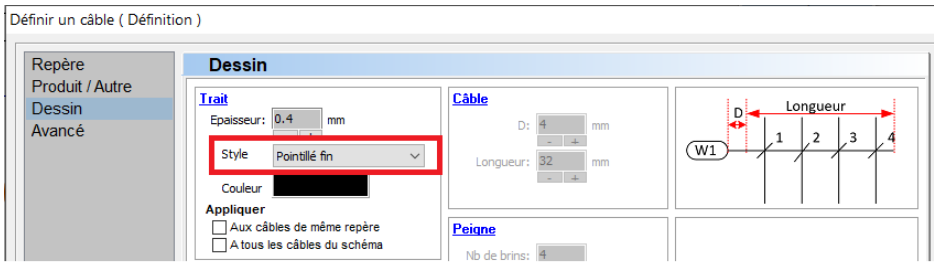 Définir un câble ( Définition )
Repère
Produit / Autre
Dessin
Avancé
Dessin
Trait
Epaisseur: 0.4 mm
- +
Style Pointillé fin
Couleur
Appliquer
Aux câbles de même repère
A tous les câbles du schéma
Câble
D: 4 mm
- +
Longueur: 32 mm
- +
Peigne
Nb de brins: 4
D Longueur
W1 1 2 3 4